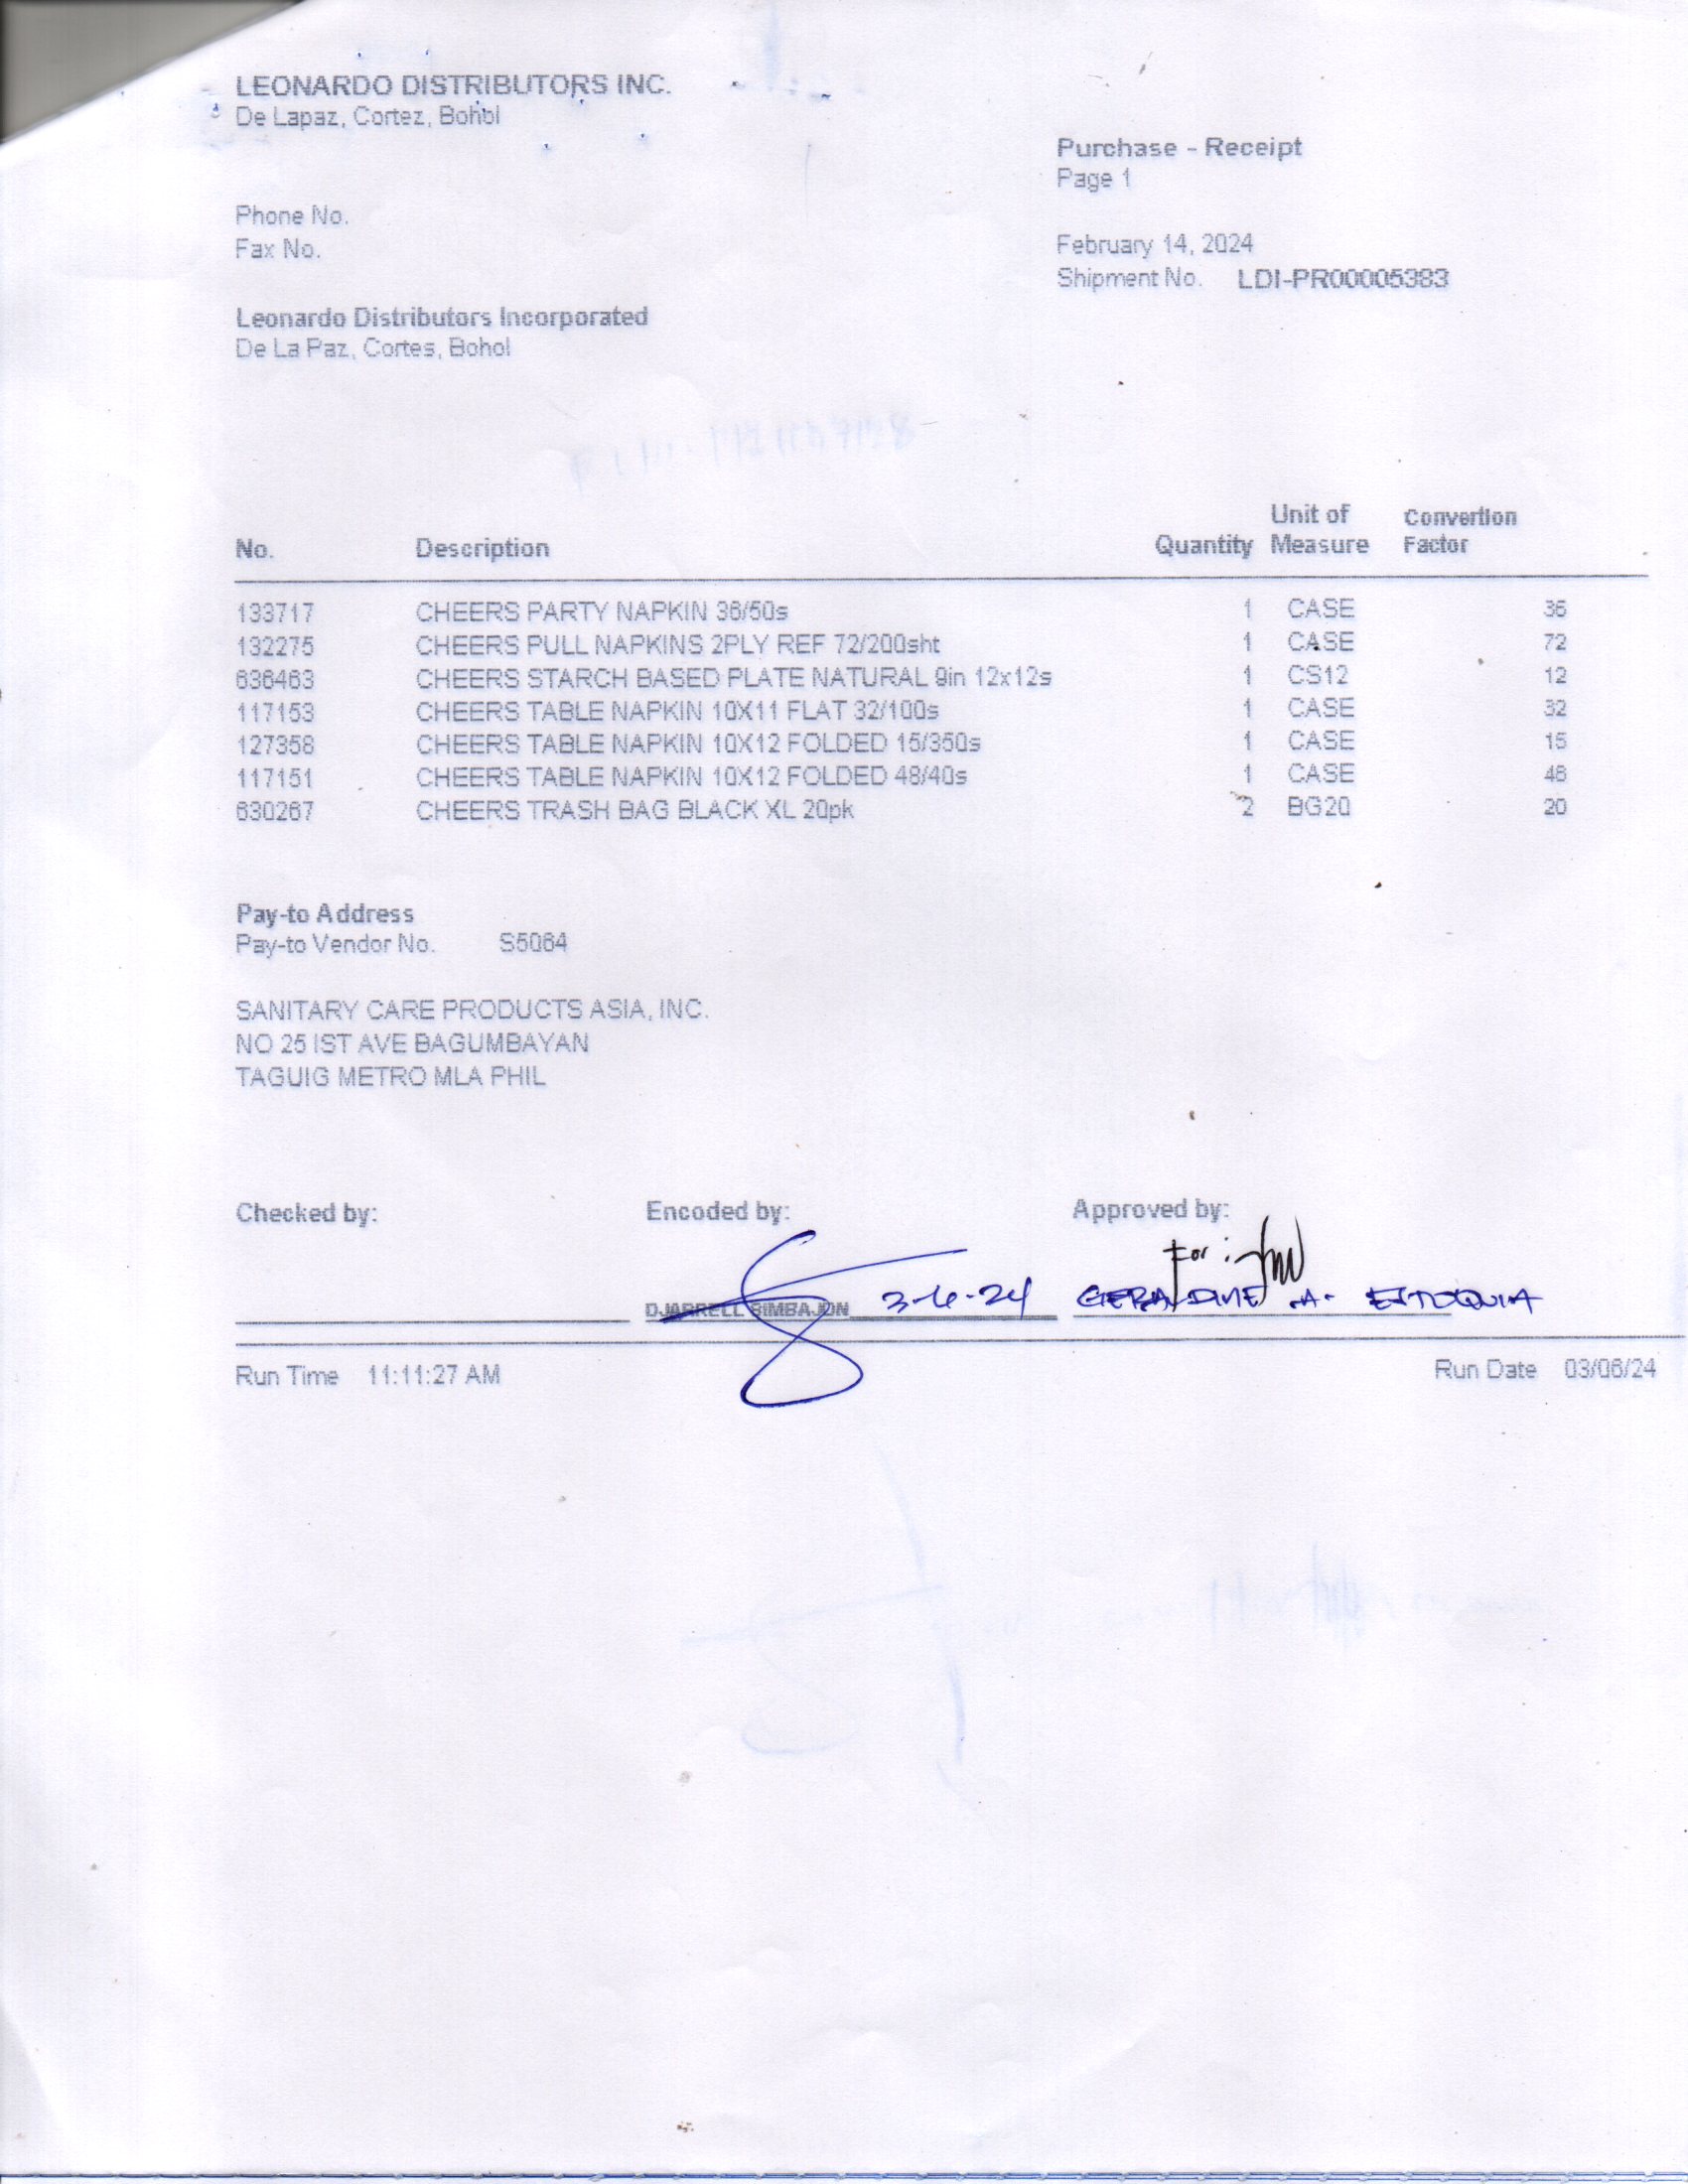 LEONARDO DISTRIBUTORS INC.
De Lapaz, Cortez, Bohol
Purchase - Receipt
Page 1
Phone No.
Fax No.
February 14, 2024
Shipment No. LDI-PR00005383
Leonardo Distributors Incorporated
De La Paz, Cortes, Bohol
No. Description Quantity Unit of Measure Convertion Factor
133717 CHEERS PARTY NAPKIN 36/50s 1 CASE 36
132275 CHEERS PULL NAPKINS 2PLY REF 72/200sht 1 CASE 72
636463 CHEERS STARCH BASED PLATE NATURAL 9in 12x12s 1 CS12 12
117153 CHEERS TABLE NAPKIN 10X11 FLAT 32/100s 1 CASE 32
127358 CHEERS TABLE NAPKIN 10X12 FOLDED 15/350s 1 CASE 15
117151 CHEERS TABLE NAPKIN 10X12 FOLDED 48/40s 1 CASE 48
630267 CHEERS TRASH BAG BLACK XL 20pk 2 BG20 20
Pay-to Address
Pay-to Vendor No. S5064
SANITARY CARE PRODUCTS ASIA, INC.
NO 25 IST AVE BAGUMBAYAN
TAGUIG METRO MLA PHIL
Checked by: Encoded by: Approved by:
For :
DJARRELL BIMBAJON 3-6-24 GERALDINE A. ESTOQUIA
Run Time 11:11:27 AM Run Date 03/06/24